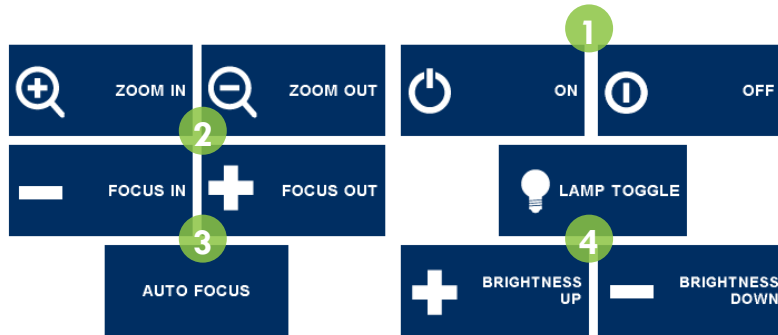 1
ZOOM IN
ZOOM OUT
ON
OFF
2
FOCUS IN
FOCUS OUT
LAMP TOGGLE
3
4
AUTO FOCUS
BRIGHTNESS
UP
BRIGHTNESS
DOWN